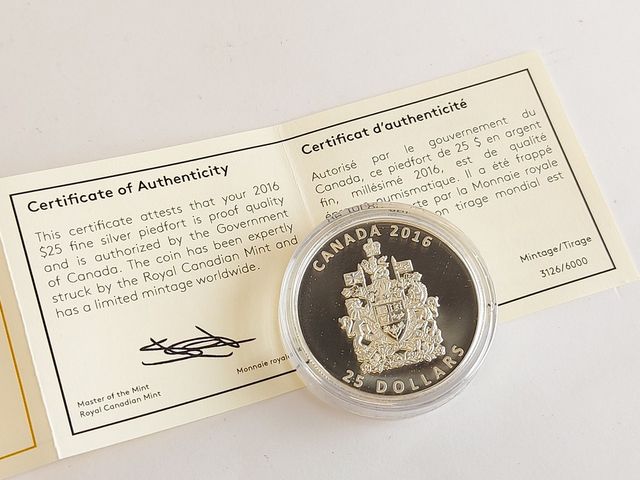 Certificate of Authenticity
This certificate attests that your 2016
$25 fine silver piedfort is proof quality
and is authorized by the Government
of Canada. The coin has been expertly
struck by the Royal Canadian Mint and
has a limited mintage worldwide.
Master of the Mint
Royal Canadian Mint
Monnaie
Certificat d'authenticité
Autorisé par le gouvernement du
Canada, ce piedfort de 25 $ en argent
fin, millésimé 2016, est de qualité
numismatique. Il a été frappé
par la Monnaie royale
tirage mondial est
Mintage/Tirage
3126/6000
CANADA 2016
25 DOLLARS